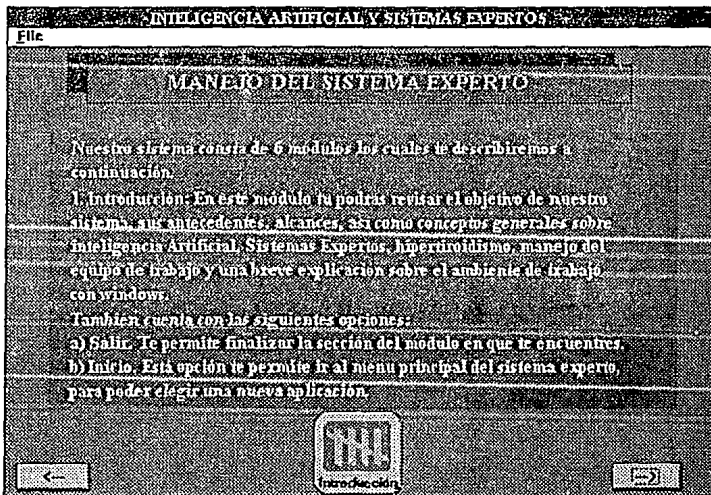 INTELIGENCIA ARTIFICIAL Y SISTEMAS EXPERTOS
File
MANEJO DEL SISTEMA EXPERTO
Nuestro sistema consta de 6 módulos los cuales te describiremos a
continuación.
1. Introducción: En este módulo tu podrás revisar el objetivo de nuestro
sistema, sus antecedentes, alcances, así como conceptos generales sobre
inteligencia Artificial, Sistemas Expertos, hipertiroidismo, manejo del
equipo de trabajo y una breve explicación sobre el ambiente de trabajo
con windows.
También cuenta con las siguientes opciones:
a) Salir. Te permite finalizar la sección del módulo en que te encuentres.
b) Inicio. Está opción te permite ir al menu principal del sistema experto,
para poder elegir una nueva aplicación.
Introducción